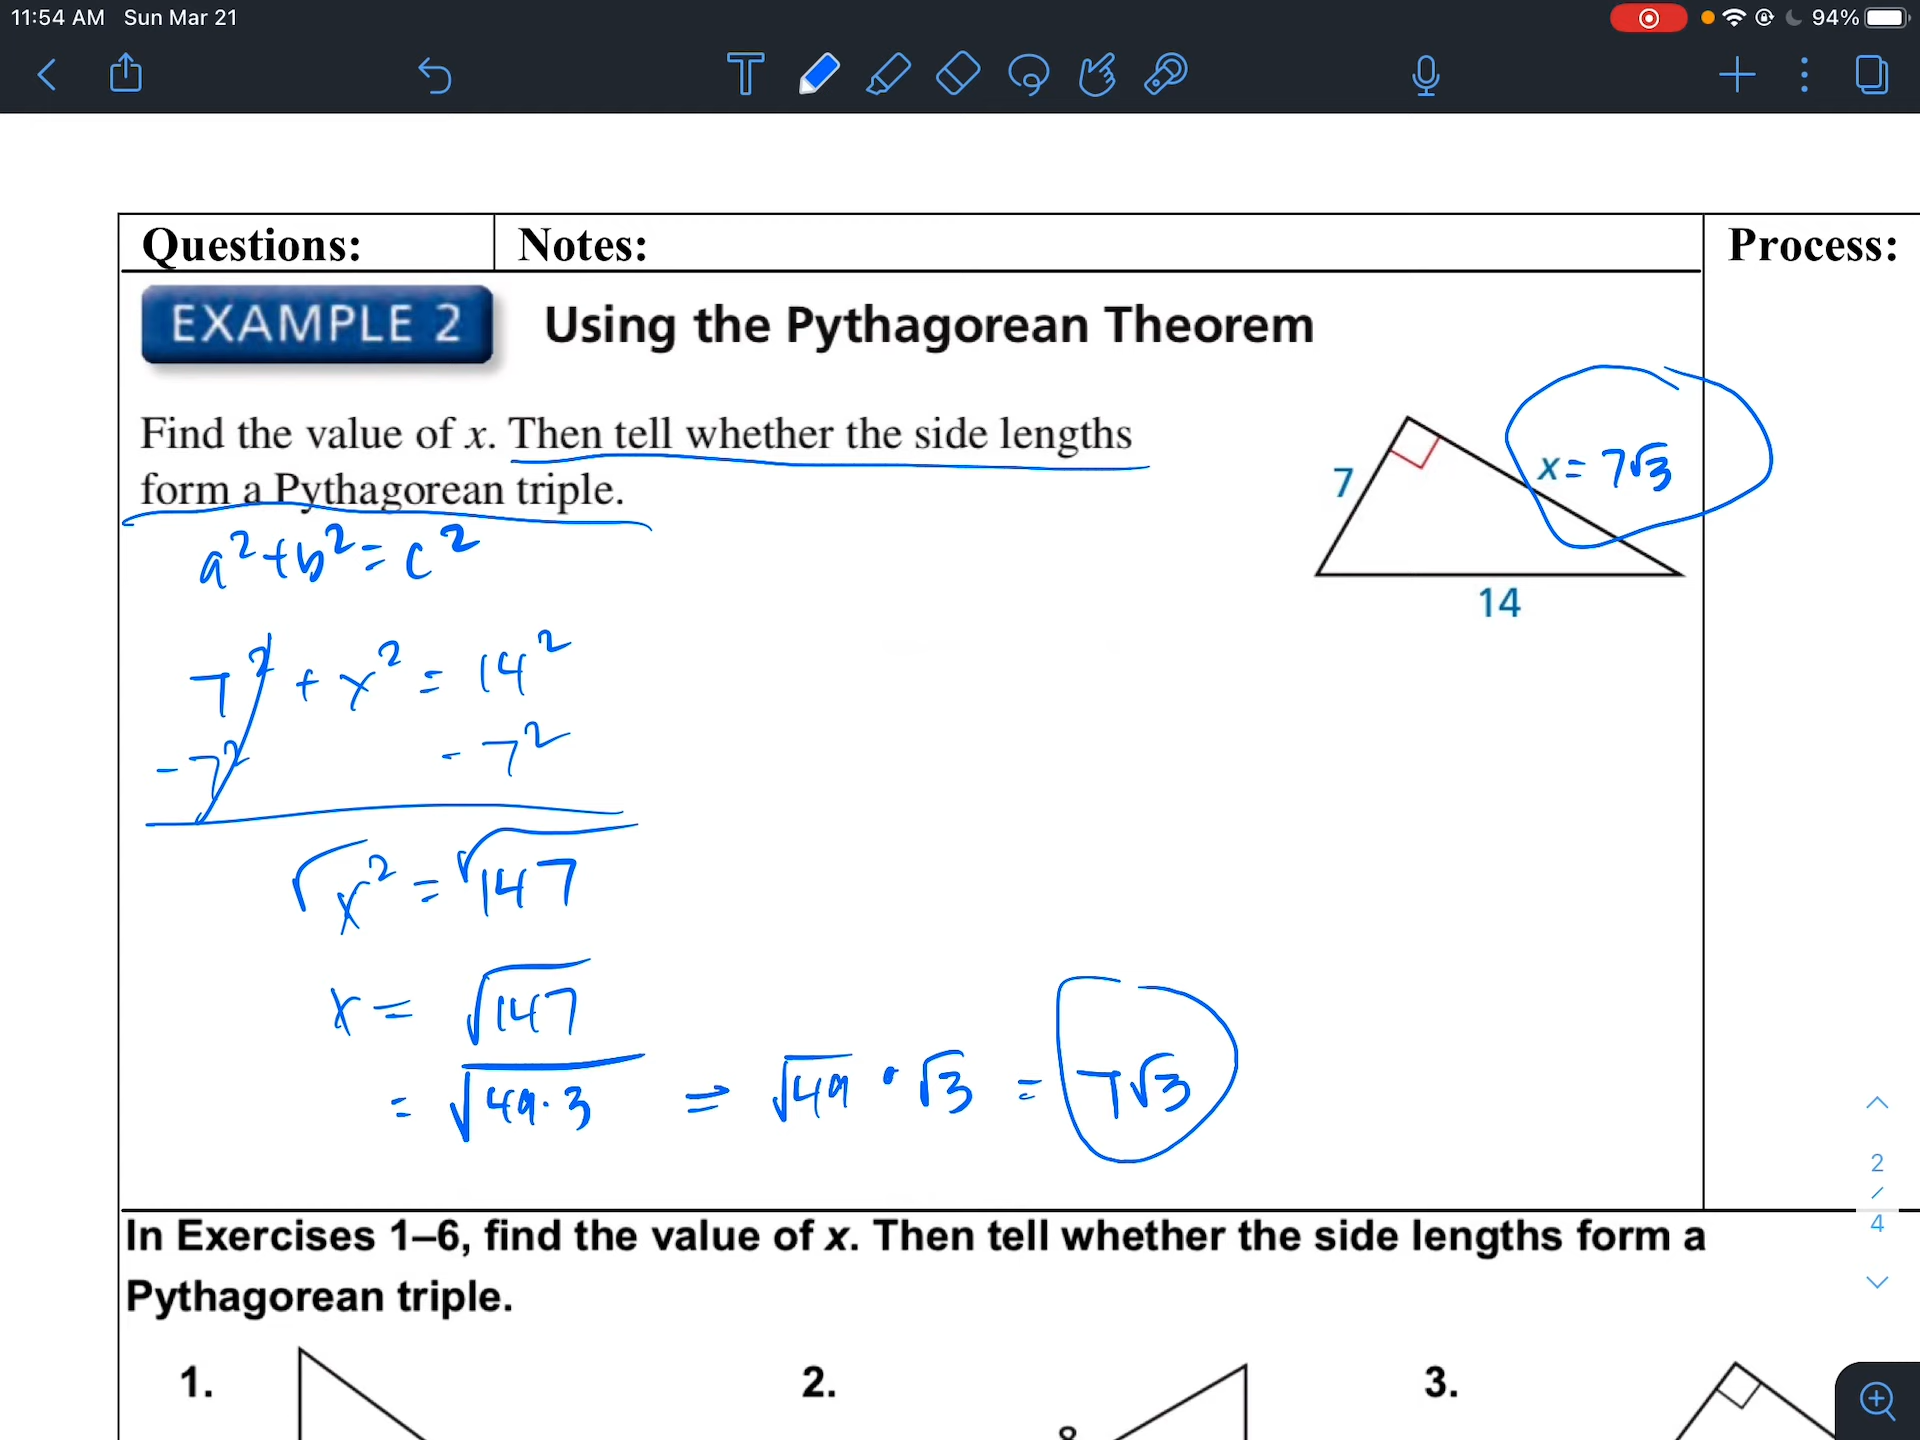 11:54 AM Sun Mar 21
94%
Questions:
Notes:
Process:
EXAMPLE 2
Using the Pythagorean Theorem
Find the value of x. Then tell whether the side lengths
form a Pythagorean triple.
7
x = 7√3
14
a² + b² = c²
7² + x² = 14²
-7² - 7²
√x² = √147
x = √147
= √49·3 = √49 · √3 = 7√3
2
/
4
In Exercises 1–6, find the value of x. Then tell whether the side lengths form a
Pythagorean triple.
1.
2.
3.
8